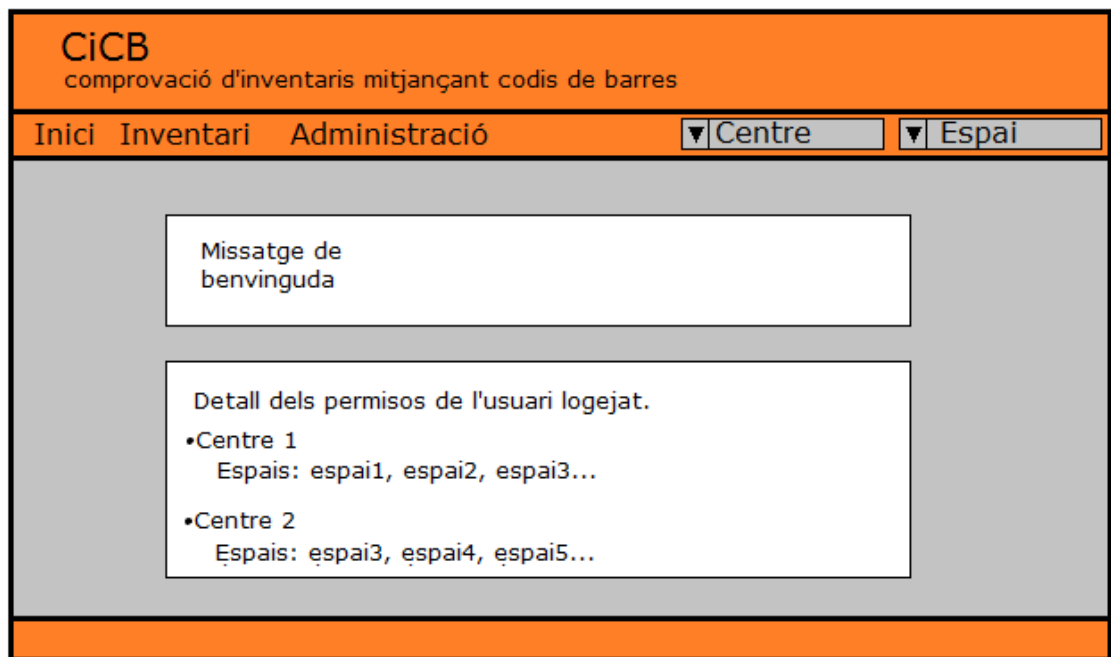 CiCB
comprovació d'inventaris mitjançant codis de barres
Inici Inventari Administració ▼ Centre ▼ Espai
Missatge de
benvinguda
Detall dels permisos de l'usuari logejat.
•Centre 1
Espais: espai1, espai2, espai3...
•Centre 2
Espais: espai3, espai4, espai5...